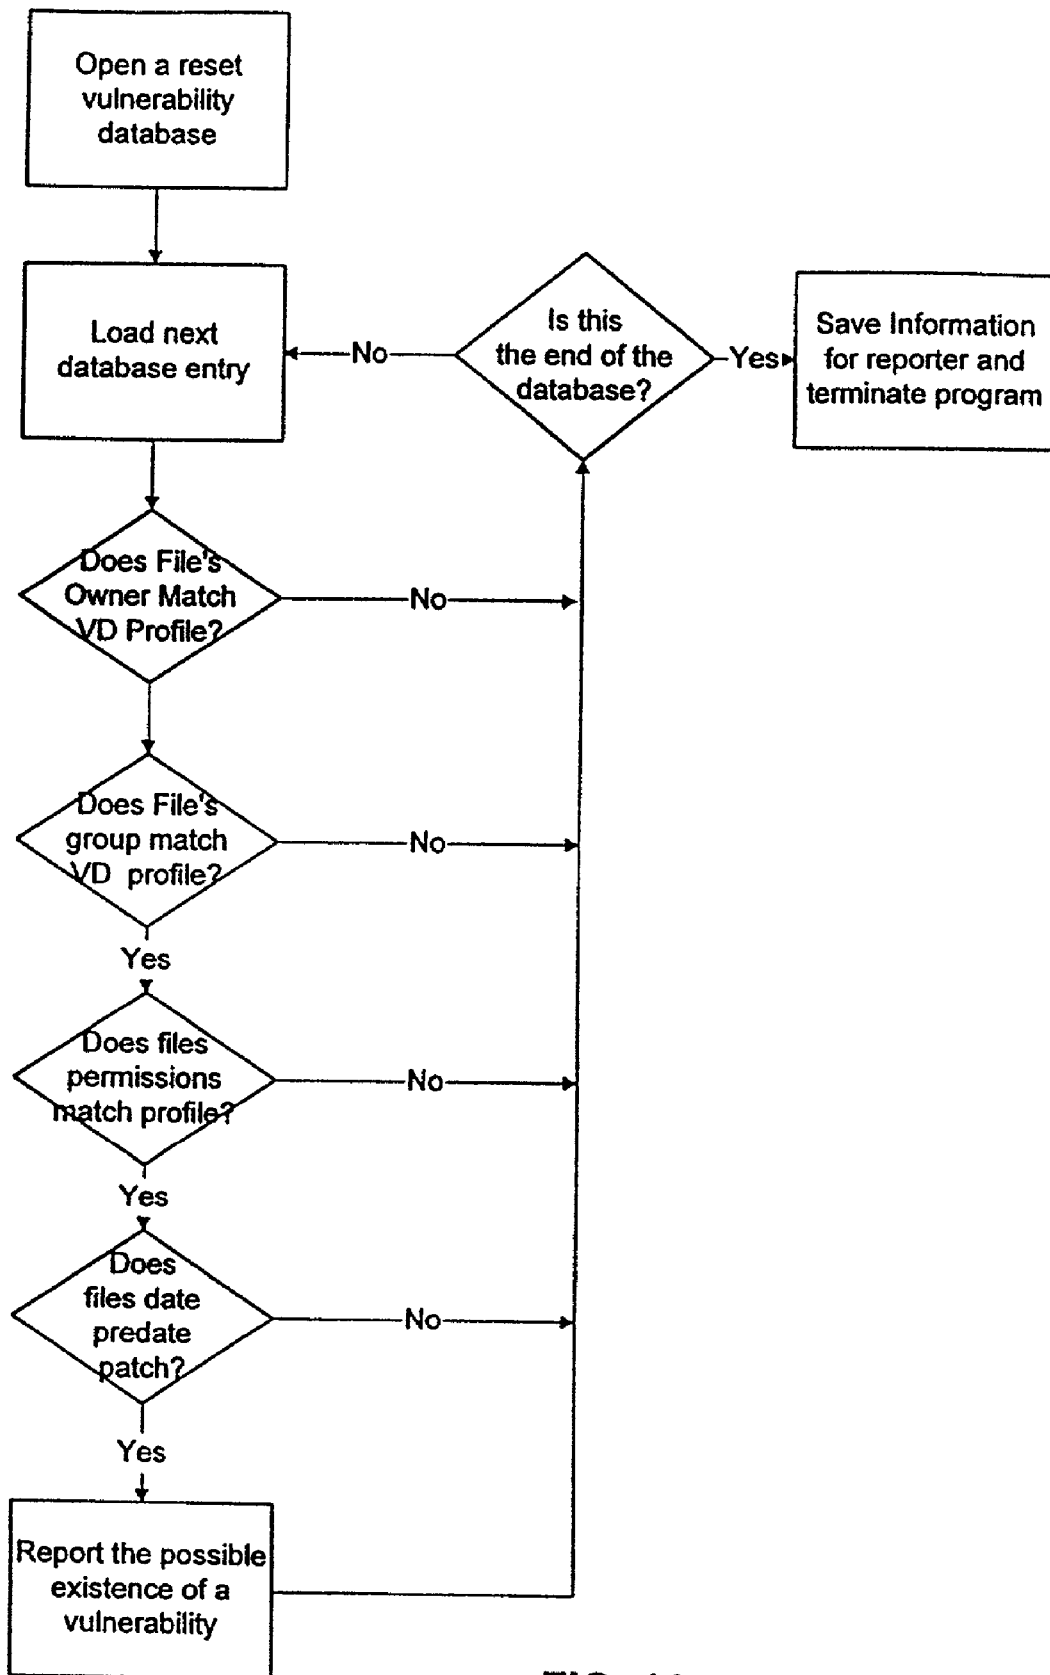 Open a reset
vulnerability
database
Load next
database entry
No
Is this
the end of the
database?
Yes
Save Information
for reporter and
terminate program
Does File's
Owner Match
VD Profile?
No
Does File's
group match
VD profile?
No
Yes
Does files
permissions
match profile?
No
Yes
Does
files date
predate
patch?
No
Yes
Report the possible
existence of a
vulnerability